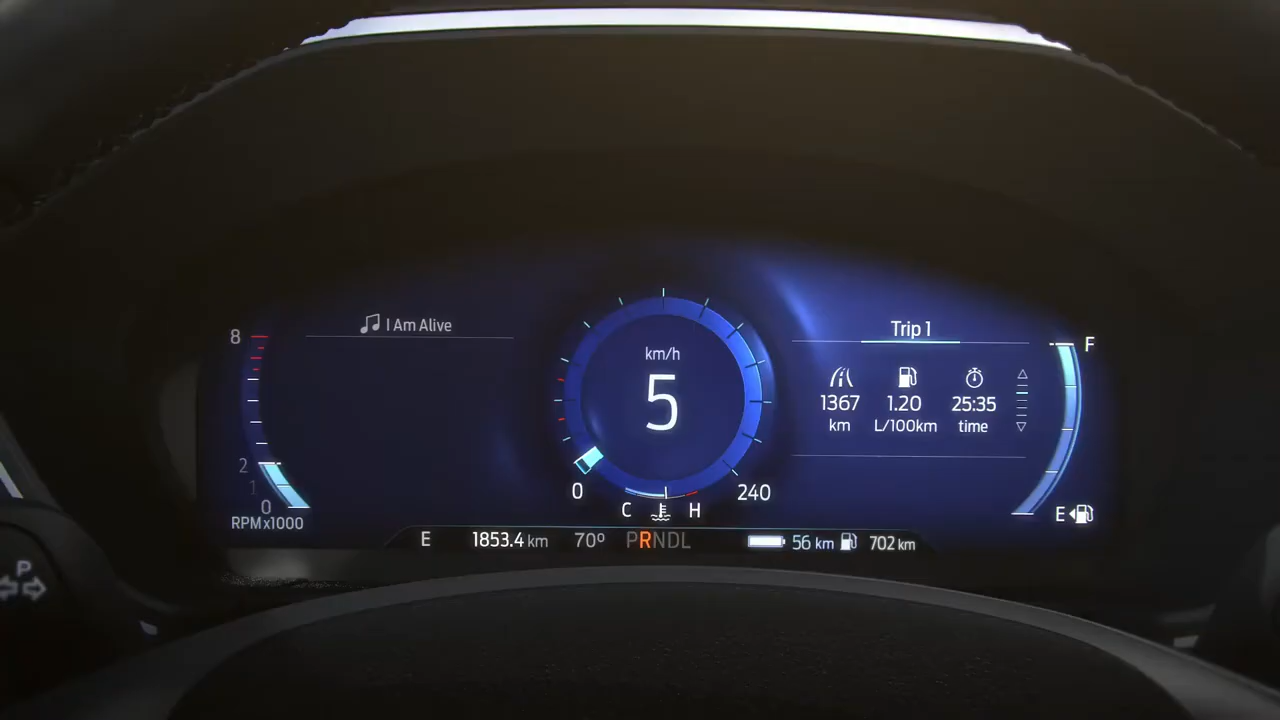 I Am Alive
8
2
1
0
RPMx1000
km/h
5
0
240
C
H
Trip 1
1367
km
1.20
L/100km
25:35
time
F
E
E
1853.4 km
70º
PRNDL
56 km
702 km
P